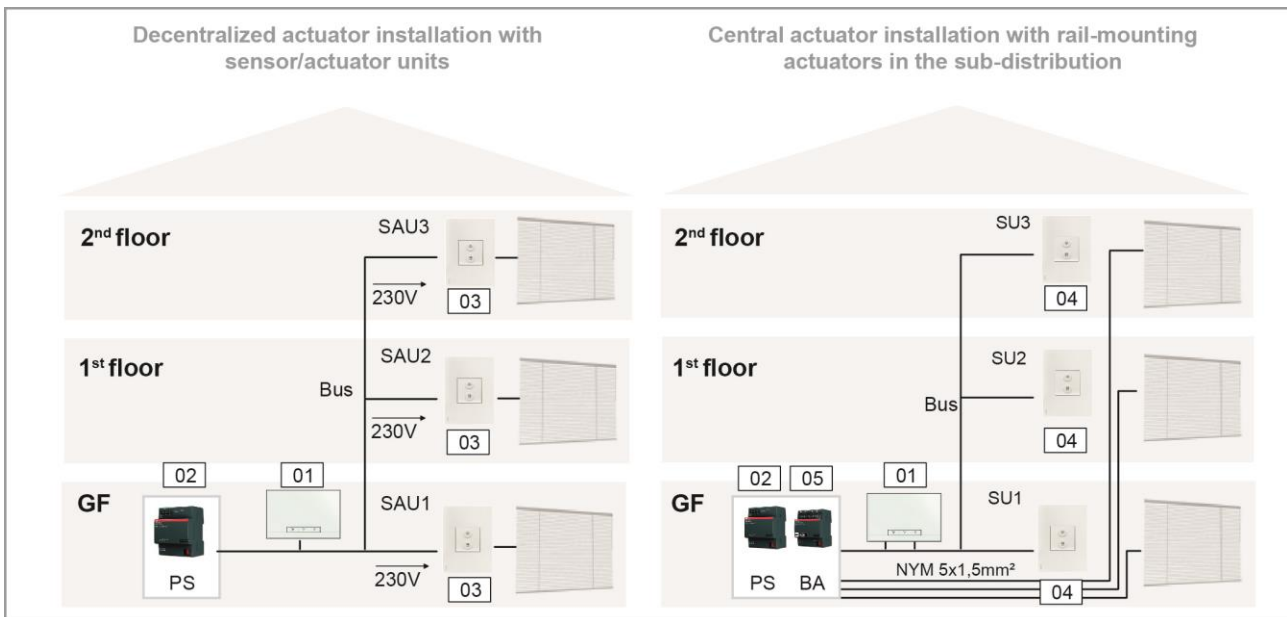 Decentralized actuator installation with
sensor/actuator units
2nd floor
SAU3
230V
03
1st floor
SAU2
Bus
230V
03
02
01
GF
SAU1
PS
230V
03
Central actuator installation with rail-mounting
actuators in the sub-distribution
2nd floor
SU3
04
1st floor
SU2
Bus
04
02
05
01
GF
SU1
NYM 5x1,5mm²
PS
BA
04